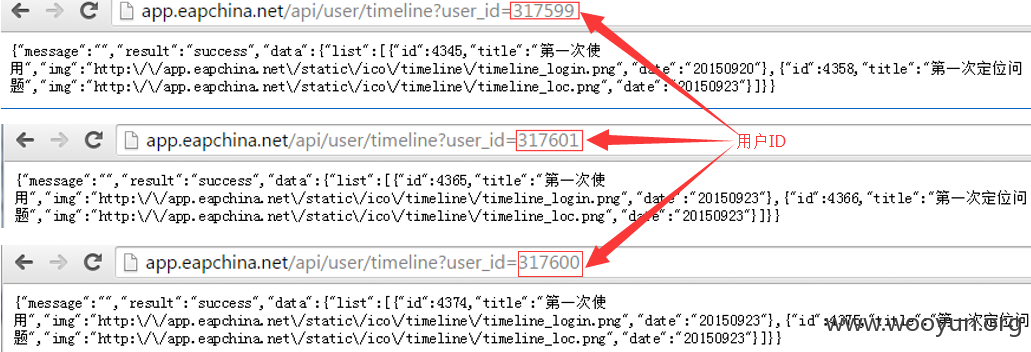 app.eapchina.net/api/user/timeline?user_id=317599
{"message":"","result":"success","data":{"list":[{"id":4345,"title":"第一次使
用","img":"http:\/\/app.eapchina.net\/static\/ico\/timeline\/timeline_login.png","date":"20150920"},{"id":4358,"title":"第一次定位问
题","img":"http:\/\/app.eapchina.net\/static\/ico\/timeline\/timeline_loc.png","date":"20150923"}]}}
app.eapchina.net/api/user/timeline?user_id=317601
用户ID
{"message":"","result":"success","data":{"list":[{"id":4365,"title":"第一次使
用","img":"http:\/\/app.eapchina.net\/static\/ico\/timeline\/timeline_login.png","date":"20150923"},{"id":4366,"title":"第一次定位问
题","img":"http:\/\/app.eapchina.net\/static\/ico\/timeline\/timeline_loc.png","date":"20150923"}]}}
app.eapchina.net/api/user/timeline?user_id=317600
{"message":"","result":"success","data":{"list":[{"id":4374,"title":"第一次使
用","img":"http:\/\/app.eapchina.net\/static\/ico\/timeline\/timeline_login.png","date":"20150923"},{"id":4375,"title":"第一次定位问
题","img":"http:\/\/app.eapchina.net\/static\/ico\/timeline\/timeline_loc.png","date":"20150923"}]}}
www.wooyun.org